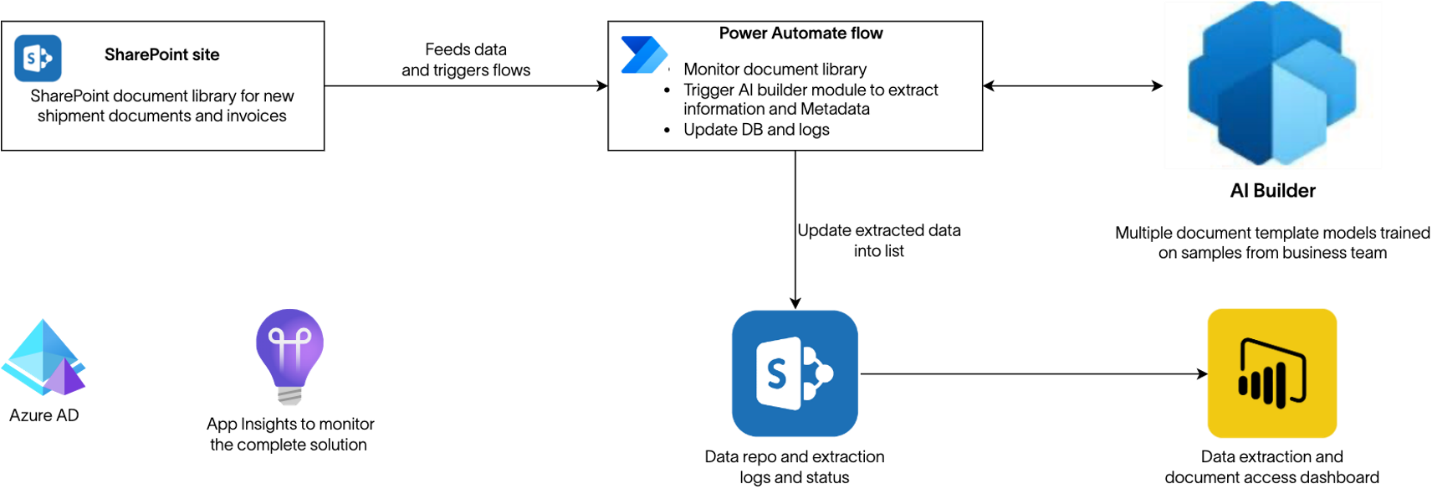 SharePoint site
SharePoint document library for new
shipment documents and invoices
Feeds data
and triggers flows
Power Automate flow
Monitor document library
• Trigger AI builder module to extract
information and Metadata
• Update DB and logs
AI Builder
Multiple document template models trained
on samples from business team
Update extracted data
into list
Azure AD
App Insights to monitor
the complete solution
S
S
Data repo and extraction
logs and status
Data extraction and
document access dashboard